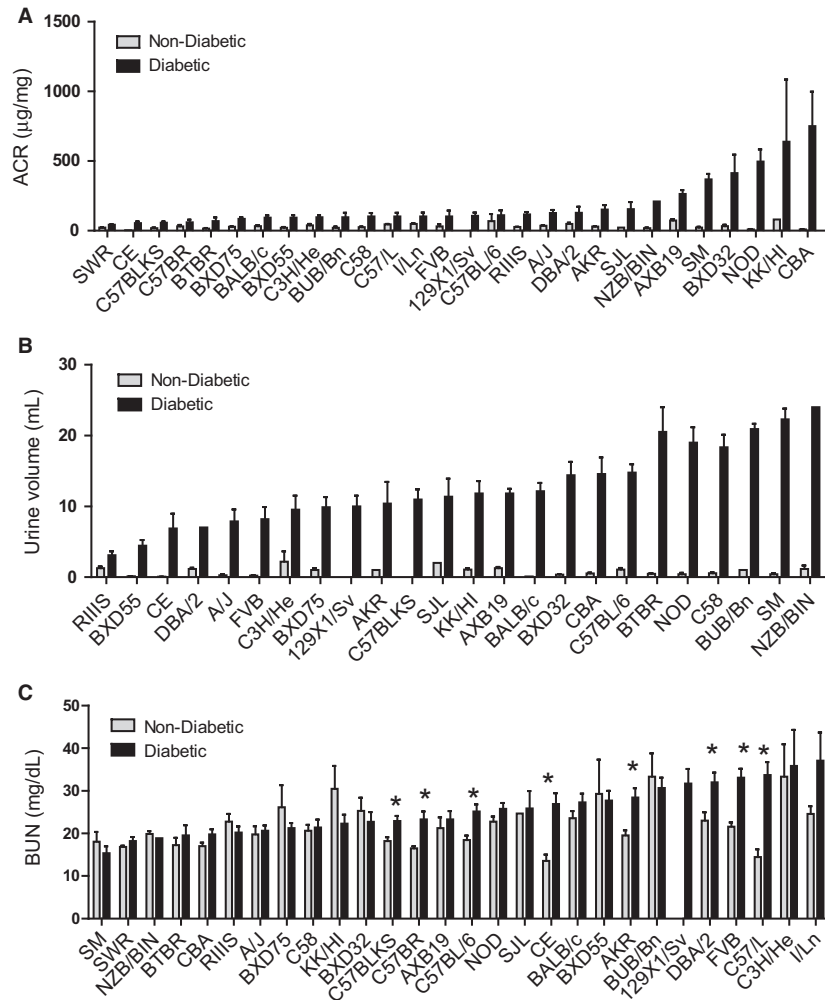 A
ACR (µg/mg)
1500
1000
500
0
Non-Diabetic
Diabetic
SWR
CE
C57BLKS
C57BR
BTBR
BXD75
BALB/c
BXD55
C3H/He
BUB/Bn
C58
C57/L
I/Ln
FVB
129X1/Sv
C57BL/6
RIIIS
A/J
DBA/2
AKR
SJL
NZB/BIN
AXB19
SM
BXD32
NOD
KK/HI
CBA
B
Urine volume (mL)
30
20
10
0
Non-Diabetic
Diabetic
RIIIS
BXD55
CE
DBA/2
A/J
FVB
C3H/He
BXD75
129X1/Sv
AKR
C57BLKS
SJL
KK/HI
AXB19
BALB/c
BXD32
CBA
C57BL/6
BTBR
NOD
C58
BUB/Bn
SM
NZB/BIN
C
BUN (mg/dL)
50
40
30
20
10
0
Non-Diabetic
Diabetic
* * * * * * * *
SM
SWR
NZB/BIN
BTBR
CBA
RIIIS
A/J
BXD75
C58
KK/HI
BXD32
C57BLKS
C57BR
AXB19
C57BL/6
NOD
SJL
CE
BALB/c
BXD55
AKR
BUB/Bn
129X1/Sv
DBA/2
FVB
C57/L
C3H/He
I/Ln